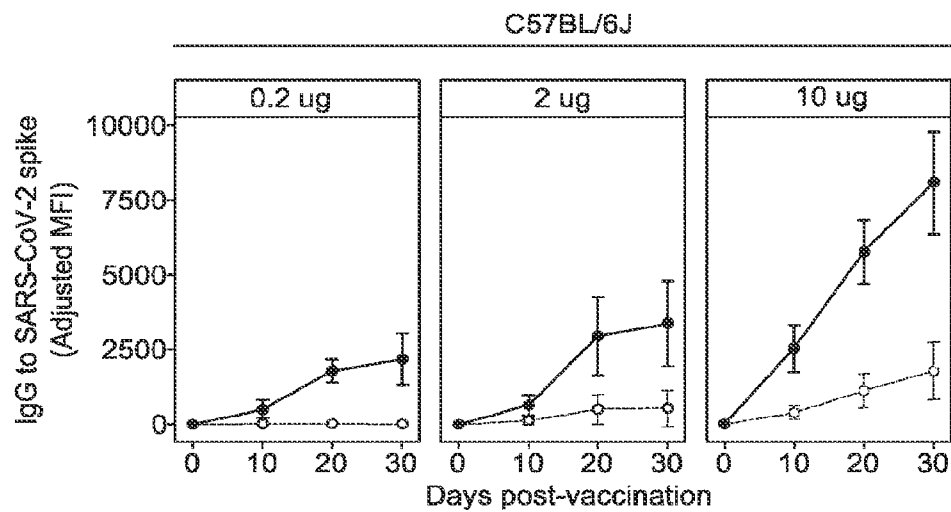 C57BL/6J
0.2 ug
2 ug
10 ug
IgG to SARS-CoV-2 spike
(Adjusted MFI)
10000
7500
5000
2500
0
0 10 20 30
0 10 20 30
0 10 20 30
Days post-vaccination